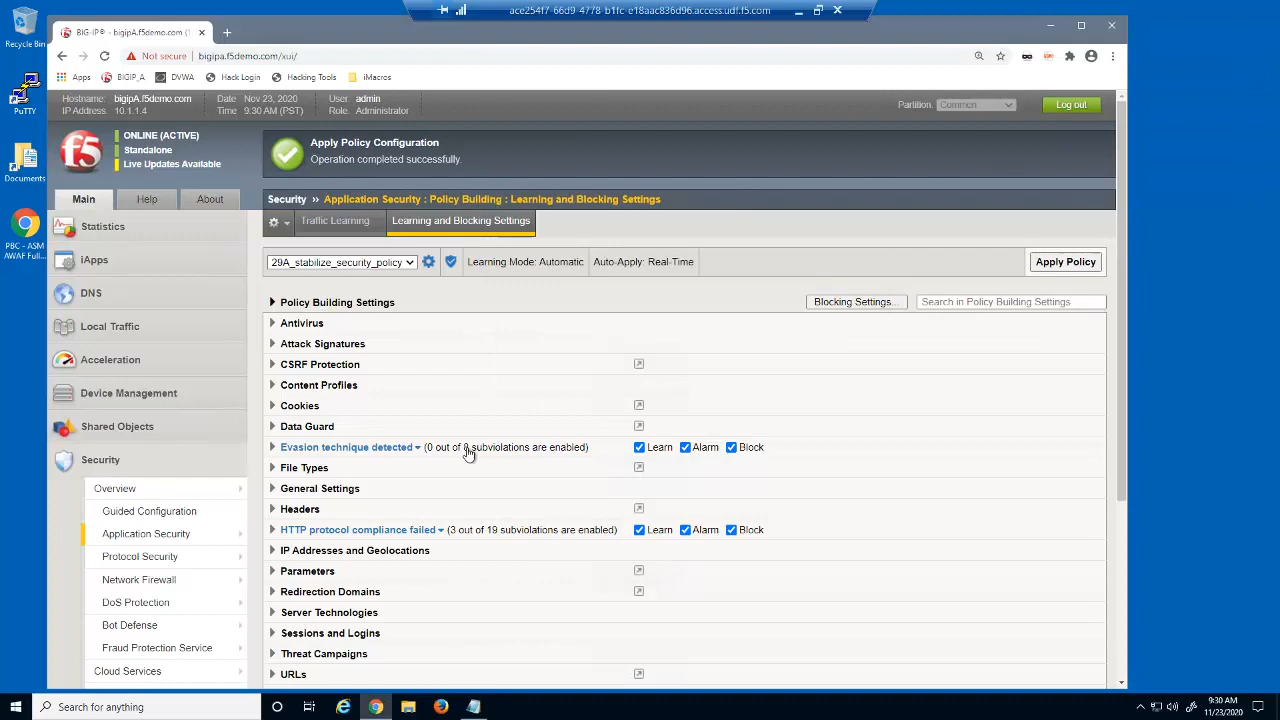 ace254f7-66d9-4778-b1fc-e18aac836d96.access.udf.f5.com
Recycle Bin
PuTTY
Documents
PBC - ASM
AWAF Full...
BIG-IP® - bigipa.f5demo.com (1
Not secure | bigipa.f5demo.com/xui/
Apps BIGIP_A DVWA Hack Login Hacking Tools iMacros
Hostname: bigipA.f5demo.com Date Nov 23, 2020 User: admin
IP Address: 10.1.1.4 Time 9:30 AM (PST) Role: Administrator
Partition: Common
Log out
f5
ONLINE (ACTIVE)
Standalone
Live Updates Available
Apply Policy Configuration
Operation completed successfully.
Main Help About
Security » Application Security : Policy Building : Learning and Blocking Settings
Traffic Learning Learning and Blocking Settings
29A_stabilize_security_policy Learning Mode: Automatic Auto-Apply: Real-Time Apply Policy
Statistics
iApps
DNS
Local Traffic
Acceleration
Device Management
Shared Objects
Security
Overview
Guided Configuration
Application Security
Protocol Security
Network Firewall
DoS Protection
Bot Defense
Fraud Protection Service
Cloud Services
Policy Building Settings Blocking Settings... Search in Policy Building Settings
Antivirus
Attack Signatures
CSRF Protection
Content Profiles
Cookies
Data Guard
Evasion technique detected (0 out of 8 subviolations are enabled) Learn Alarm Block
File Types
General Settings
Headers
HTTP protocol compliance failed (3 out of 19 subviolations are enabled) Learn Alarm Block
IP Addresses and Geolocations
Parameters
Redirection Domains
Server Technologies
Sessions and Logins
Threat Campaigns
URLs
Search for anything
9:30 AM
11/23/2020